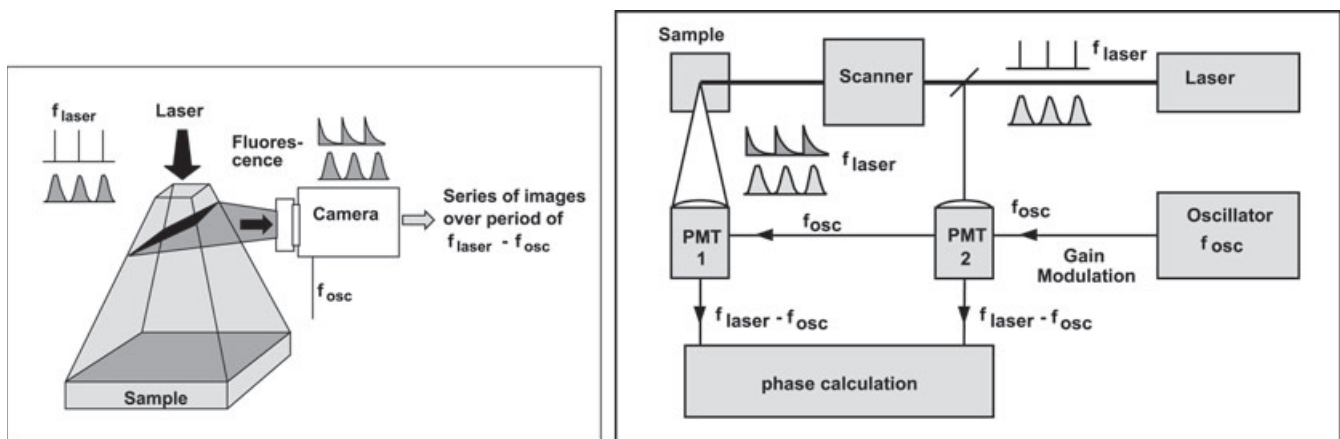 f laser
Laser
Fluores-
cence
Camera
Series of images
over period of
f laser - f osc
f osc
Sample
Sample
Scanner
f laser
Laser
f laser
PMT
1
f osc
PMT
2
f osc
Gain
Modulation
Oscillator
f osc
f laser - f osc
f laser - f osc
phase calculation